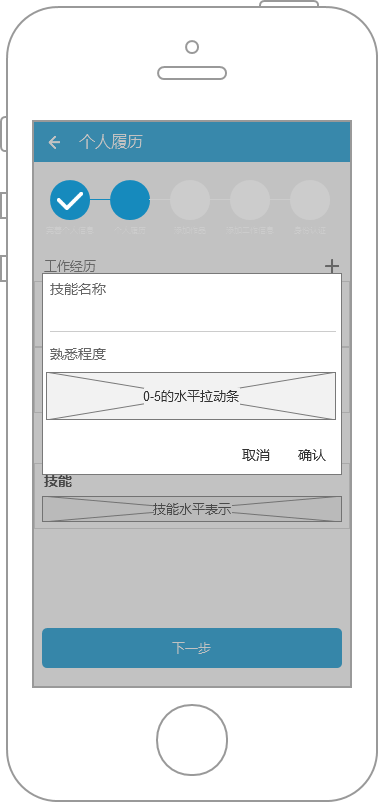 个人履历
工作经历
技能名称
熟悉程度
0-5的水平拉动条
取消 确认
技能
技能水平表示
下一步